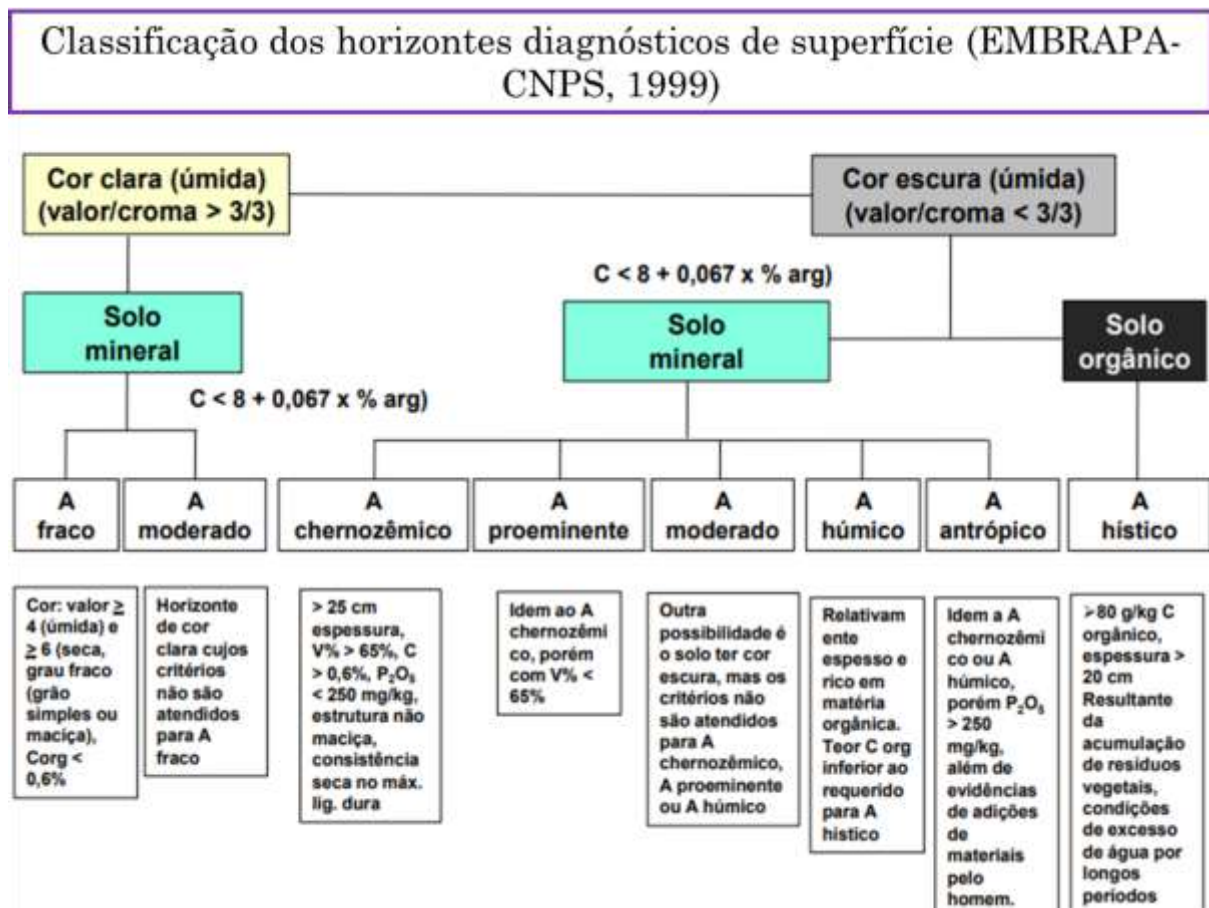 Classificação dos horizontes diagnósticos de superfície (EMBRAPA-
CNPS, 1999)
Cor clara (úmida)
(valor/croma > 3/3)
Cor escura (úmida)
(valor/croma < 3/3)
C < 8 + 0,067 x % arg)
Solo
mineral
Solo
mineral
Solo
orgânico
C < 8 + 0,067 x % arg)
A
fraco
A
moderado
A
chernozêmico
A
proeminente
A
moderado
A
húmico
A
antrópico
A
hístico
Cor: valor ≥
4 (úmida) e
≥ 6 (seca,
grau fraco
(grão
simples ou
maciça),
Corg <
0,6%
Horizonte
de cor
clara cujos
critérios
não são
atendidos
para A
fraco
> 25 cm
espessura,
V% > 65%, C
> 0,6%, P₂O₅
< 250 mg/kg,
estrutura não
maciça,
consistência
seca no máx.
lig. dura
Idem ao A
chernozêmi
co, porém
com V% <
65%
Outra
possibilidade é
o solo ter cor
escura, mas os
critérios não
são atendidos
para A
chernozêmico,
A proeminente
ou A húmico
Relativam
ente
espesso e
rico em
matéria
orgânica.
Teor C org
inferior ao
requerido
para A
hístico
Idem a A
chernozêmi
co ou A
húmico,
porém P₂O₅
> 250
mg/kg,
além de
evidências
de adições
de
materiais
pelo
homem.
➢80 g/kg C
orgânico,
espessura >
20 cm
Resultante
da
acumulação
de resíduos
vegetais,
condições
de excesso
de água por
longos
períodos